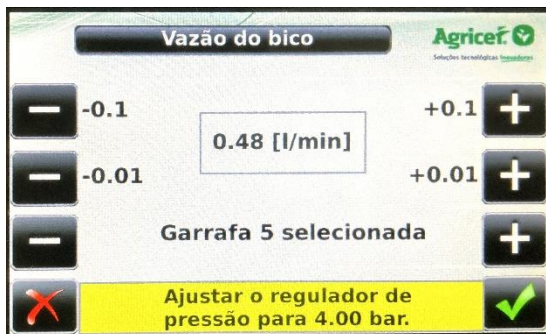 Vazão do bico
Agricef
Soluções tecnológicas Inovadoras
-0.1
0.48 [l/min]
+0.1
-0.01
+0.01
Garrafa 5 selecionada
Ajustar o regulador de
pressão para 4.00 bar.